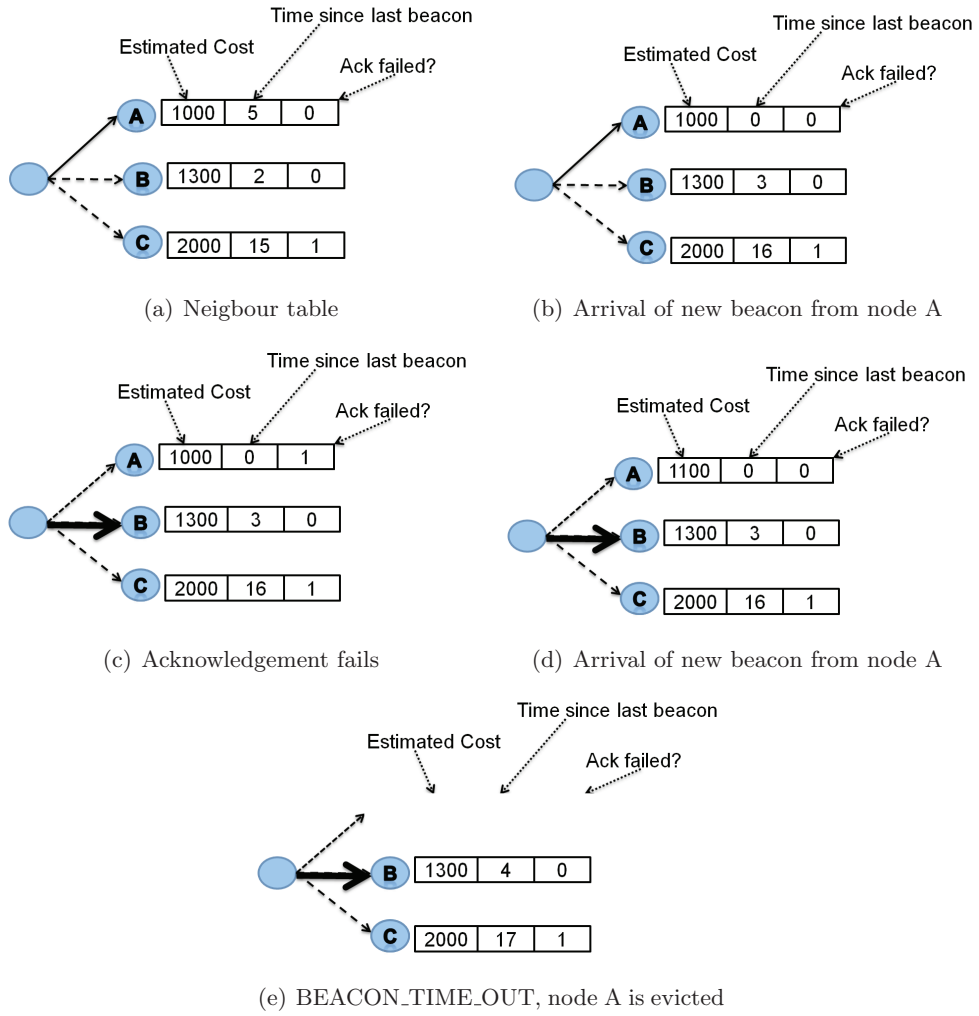 Time since last beacon
Estimated Cost
Ack failed?
A 1000 5 0
B 1300 2 0
C 2000 15 1
(a) Neigbour table
Time since last beacon
Estimated Cost
Ack failed?
A 1000 0 0
B 1300 3 0
C 2000 16 1
(b) Arrival of new beacon from node A
Time since last beacon
Estimated Cost
Ack failed?
A 1000 0 1
B 1300 3 0
C 2000 16 1
(c) Acknowledgement fails
Time since last beacon
Estimated Cost
Ack failed?
A 1100 0 0
B 1300 3 0
C 2000 16 1
(d) Arrival of new beacon from node A
Time since last beacon
Estimated Cost
Ack failed?
B 1300 4 0
C 2000 17 1
(e) BEACON_TIME_OUT, node A is evicted